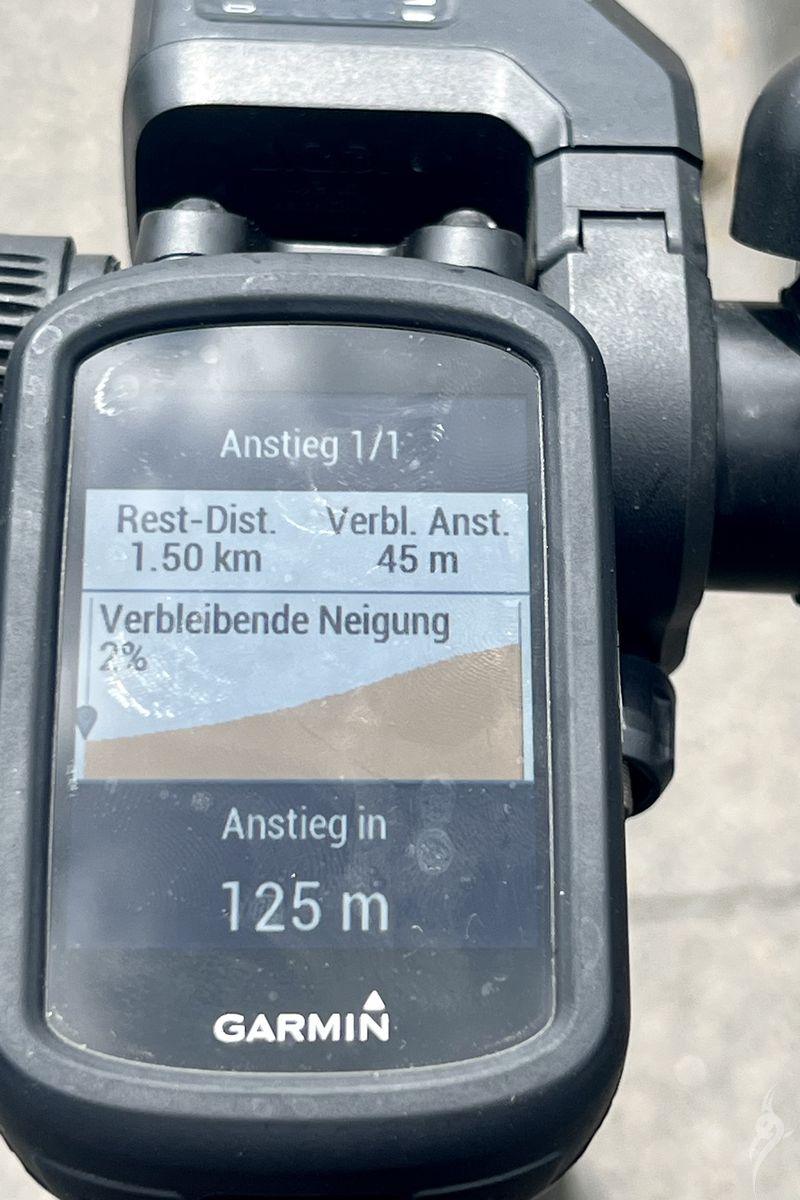 Anstieg 1/1
Rest-Dist. Verbl. Anst.
1.50 km 45 m
Verbleibende Neigung
2%
Anstieg in
125 m
GARMIN